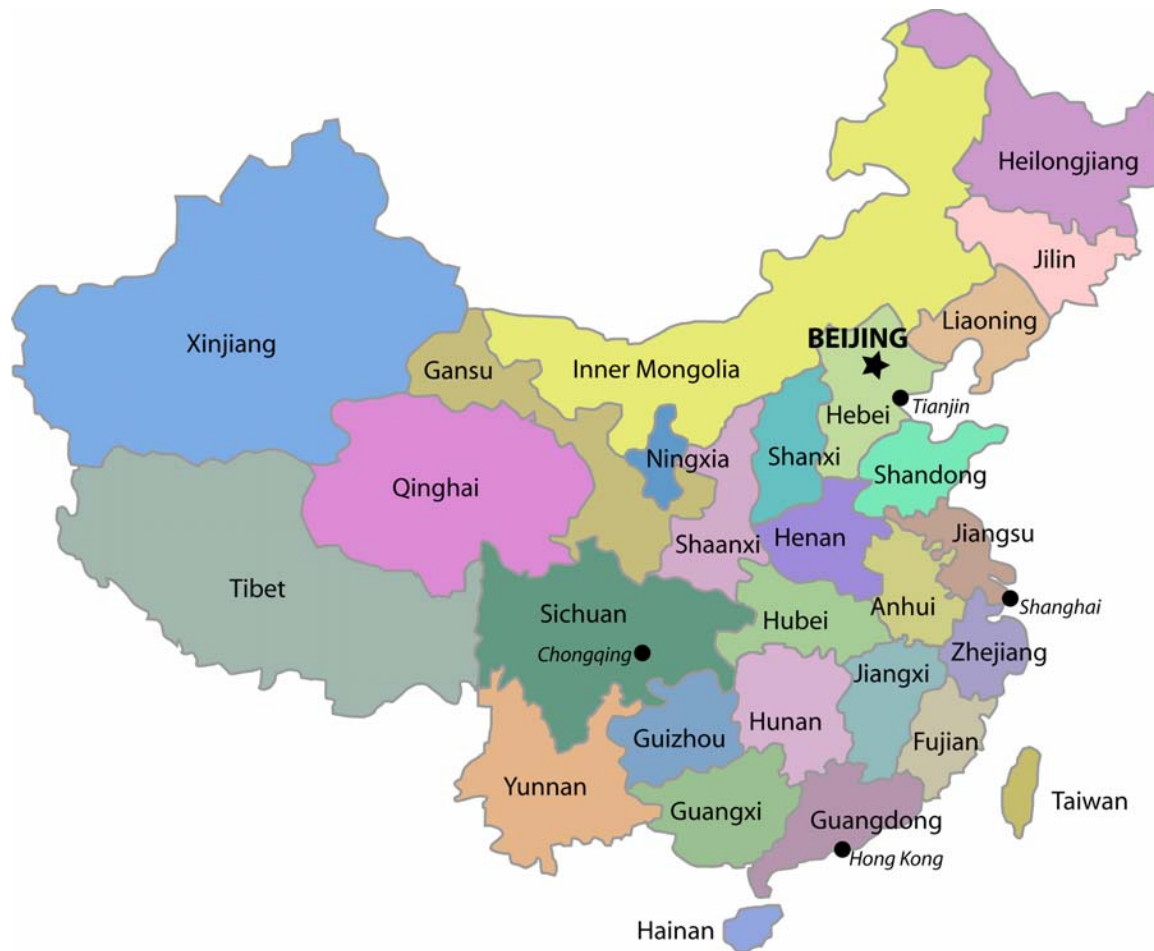 Heilongjiang
Jilin
Liaoning
BEIJING
Xinjiang
Gansu
Inner Mongolia
Tianjin
Hebei
Ningxia
Shanxi
Shandong
Qinghai
Henan
Jiangsu
Shaanxi
Tibet
Sichuan
Anhui
Shanghai
Hubei
Chongqing
Zhejiang
Jiangxi
Hunan
Guizhou
Fujian
Yunnan
Taiwan
Guangxi
Guangdong
Hong Kong
Hainan